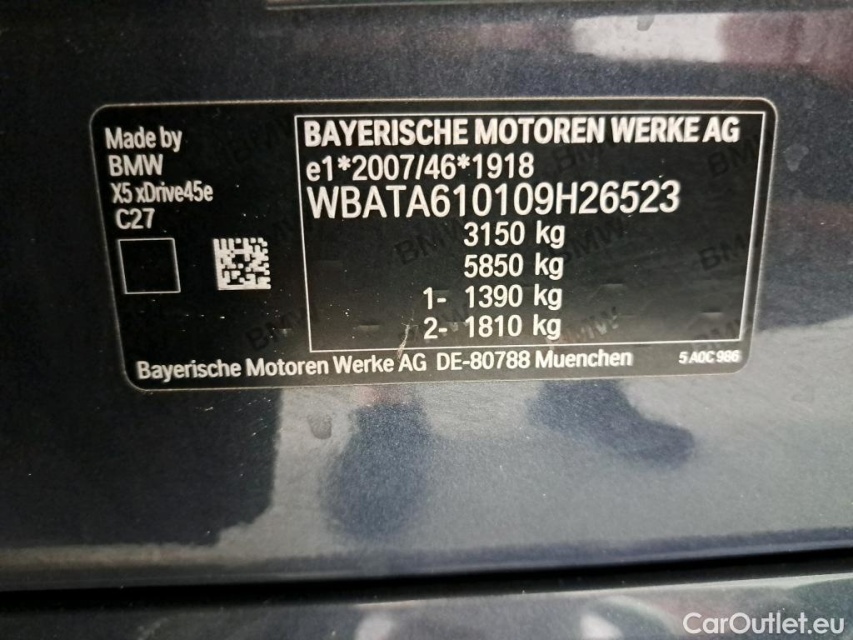 Made by
BMW
X5 xDrive45e
C27
BAYERISCHE MOTOREN WERKE AG
e1*2007/46*1918
WBATA610109H26523
3150 kg
5850 kg
1- 1390 kg
2- 1810 kg
Bayerische Motoren Werke AG DE-80788 Muenchen
5 A0C 986
CarOutlet.eu